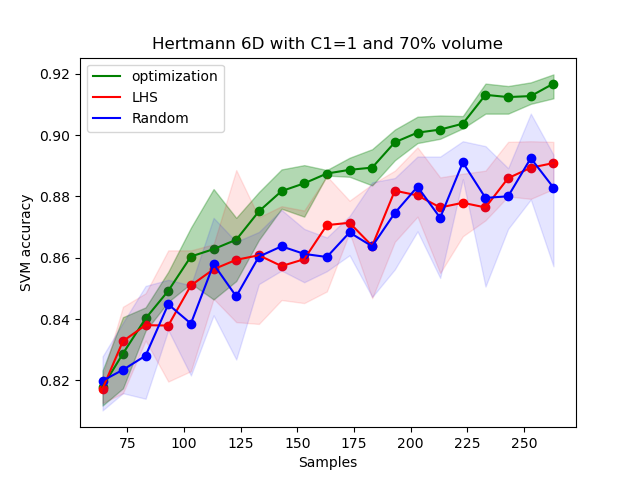 Hertmann 6D with C1=1 and 70% volume
optimization
LHS
Random
SVM accuracy
0.92
0.90
0.88
0.86
0.84
0.82
75 100 125 150 175 200 225 250
Samples